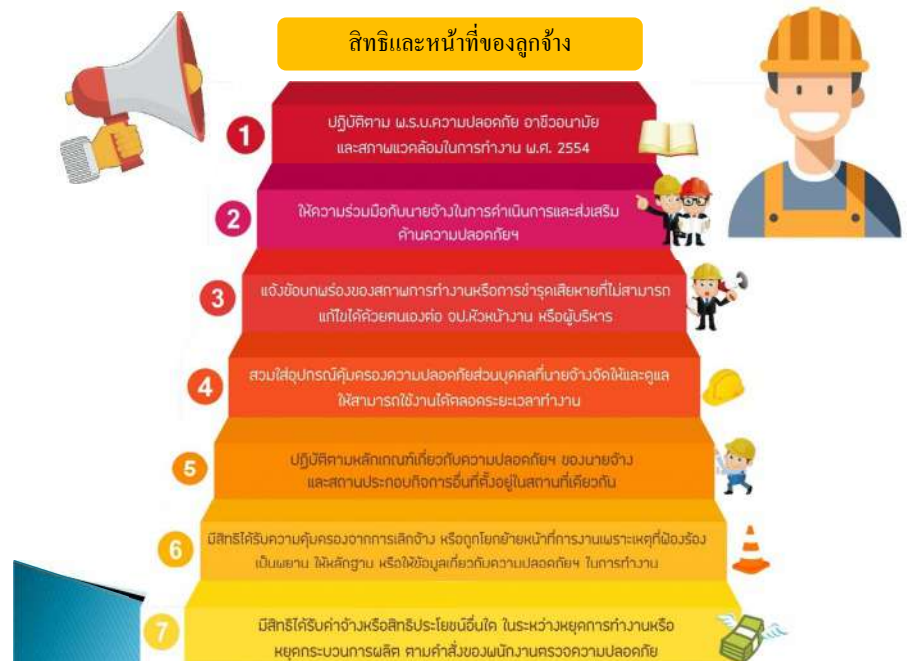 สิทธิและหน้าที่ของลูกจ้าง
1
ปฏิบัติตาม พ.ร.บ.ความปลอดภัย อาชีวอนามัย
และสภาพแวดล้อมในการทำงาน พ.ศ. 2554
2
ให้ความร่วมมือกับนายจ้างในการดำเนินการและส่งเสริม
ด้านความปลอดภัยฯ
3
แจ้งข้อบกพร่องของสภาพการทำงานหรือการชำรุดเสียหายที่ไม่สามารถ
แก้ไขได้ด้วยตนเองต่อ จป.หัวหน้างาน หรือผู้บริหาร
4
สวมใส่อุปกรณ์คุ้มครองความปลอดภัยส่วนบุคคลที่นายจ้างจัดให้และดูแล
ให้สามารถใช้งานได้ตลอดระยะเวลาทำงาน
5
ปฏิบัติตามหลักเกณฑ์เกี่ยวกับความปลอดภัยฯ ของนายจ้าง
และสถานประกอบกิจการอื่นที่ตั้งอยู่ในสถานที่เดียวกัน
6
มีสิทธิได้รับความคุ้มครองจากการเลิกจ้าง หรือถูกโยกย้ายหน้าที่การงานเพราะเหตุที่ฟ้องร้อง
เป็นพยาน ให้หลักฐาน หรือให้ข้อมูลเกี่ยวกับความปลอดภัยฯ ในการทำงาน
7
มีสิทธิได้รับค่าจ้างหรือสิทธิประโยชน์อื่นใด ในระหว่างหยุดการทำงานหรือ
หยุดกระบวนการผลิต ตามคำสั่งของพนักงานตรวจความปลอดภัย